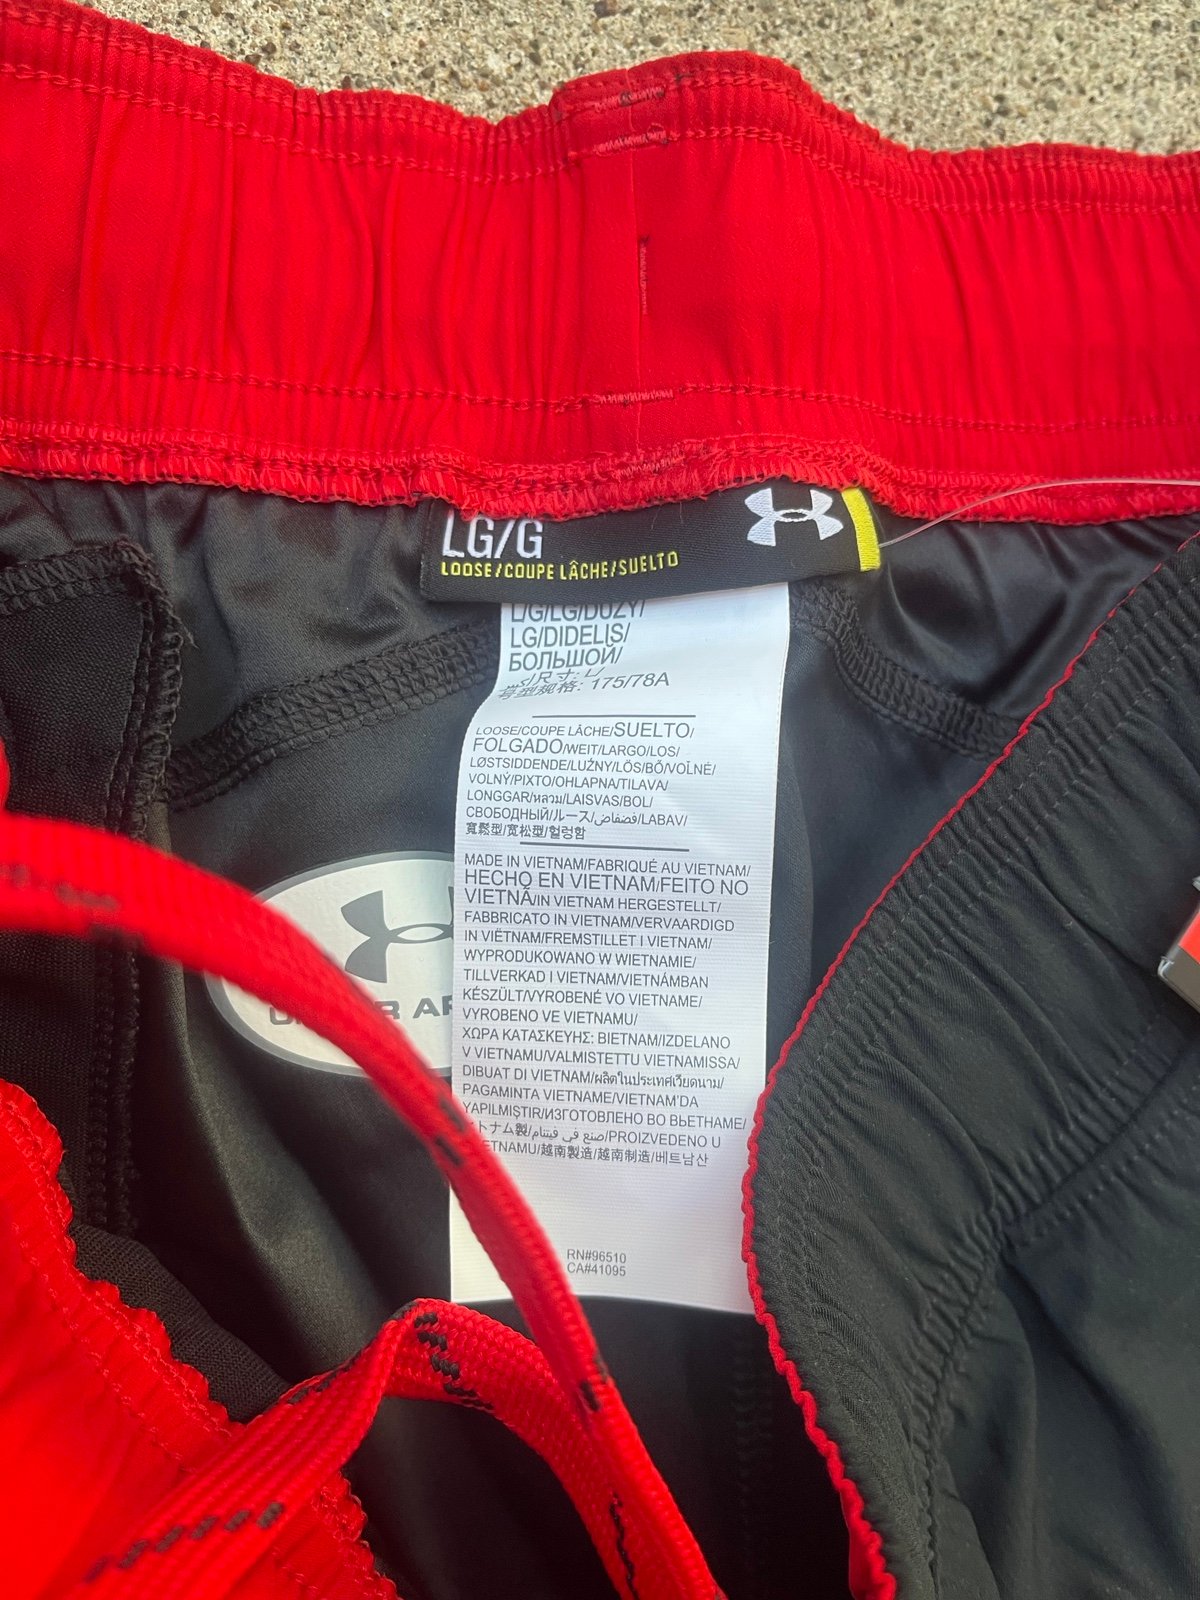 LG/G
LOOSE/COUPE LÂCHE/SUELTO
L/G/LG/DUŻY/
LG/DIDELIS/
БОЛЬШОЙ/
号型规格: 175/78A
LOOSE/COUPE LÂCHE/SUELTO/
FOLGADO/WEIT/LARGO/LOS/
LØSTSIDDENDE/LUŹNY/LÖS/BŐ/VOĽNÉ/
VOLNÝ/ΡΙΧΤΟ/OHLAPNA/TILAVA/
LONGGAR/หลวม/LAISVAS/BOL/
СВОБОДНЫЙ/ルース/فضفاض/LABAV/
寬鬆型/宽松型/헐렁함
MADE IN VIETNAM/FABRIQUÉ AU VIETNAM/
HECHO EN VIETNAM/FEITO NO
VIETNÃ/IN VIETNAM HERGESTELLT/
FABBRICATO IN VIETNAM/VERVAARDIGD
IN VIËTNAM/FREMSTILLET I VIETNAM/
WYPRODUKOWANO W WIETNAMIE/
TILLVERKAD I VIETNAM/VIETNÁMBAN
KÉSZÜLT/VYROBENÉ VO VIETNAME/
VYROBENO VE VIETNAMU/
ΧΩΡΑ ΚΑΤΑΣΚΕΥΗΣ: ΒΙΕΤΝΑΜ/IZDELANO
V VIETNAMU/VALMISTETTU VIETNAMISSA/
DIBUAT DI VIETNAM/ผลิตในประเทศเวียดนาม/
PAGAMINTA VIETNAME/VIETNAM'DA
YAPILMIŞTIR/ИЗГОТОВЛЕНО ВО ВЬЕТНАМЕ/
トナム製/صنع في فيتنام/PROIZVEDENO U
ETNAMU/越南製造/越南制造/베트남산
RN#96510
CA#41095